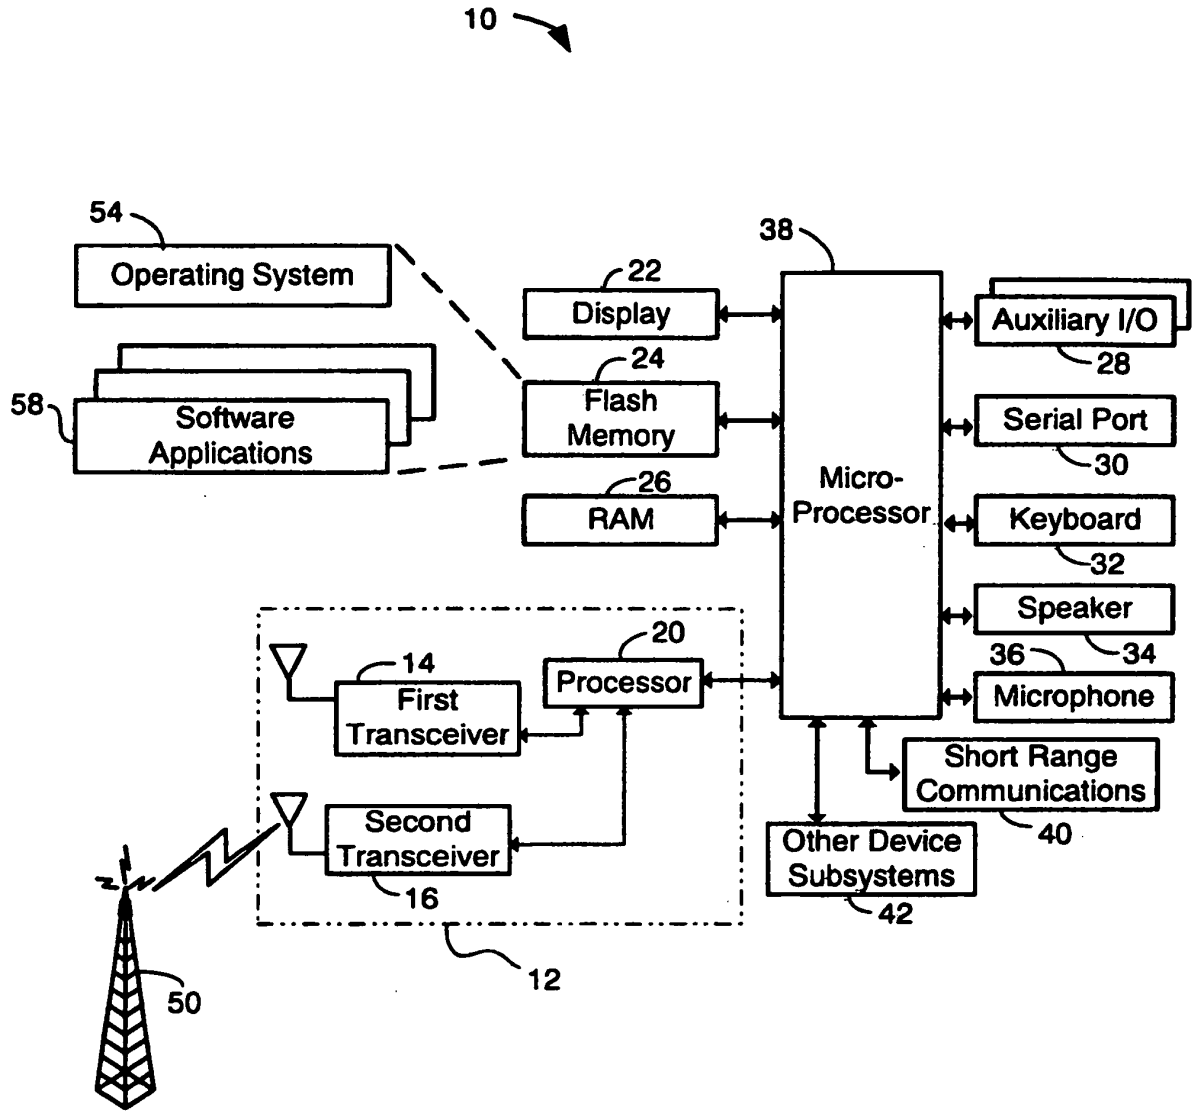 10
54
Operating System
58
Software
Applications
22
Display
24
Flash
Memory
26
RAM
38
Micro-
Processor
Auxiliary I/O
28
Serial Port
30
Keyboard
32
Speaker
34
36
Microphone
Short Range
Communications
40
Other Device
Subsystems
42
20
Processor
14
First
Transceiver
Second
Transceiver
16
12
50